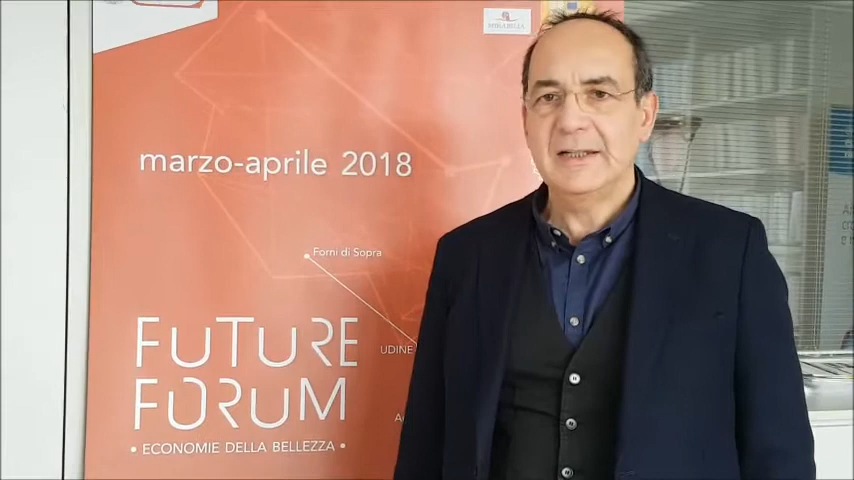 marzo-aprile 2018
Forni di Sopra
UDINE
FUTURE
FORUM
• ECONOMIE DELLA BELLEZZA •